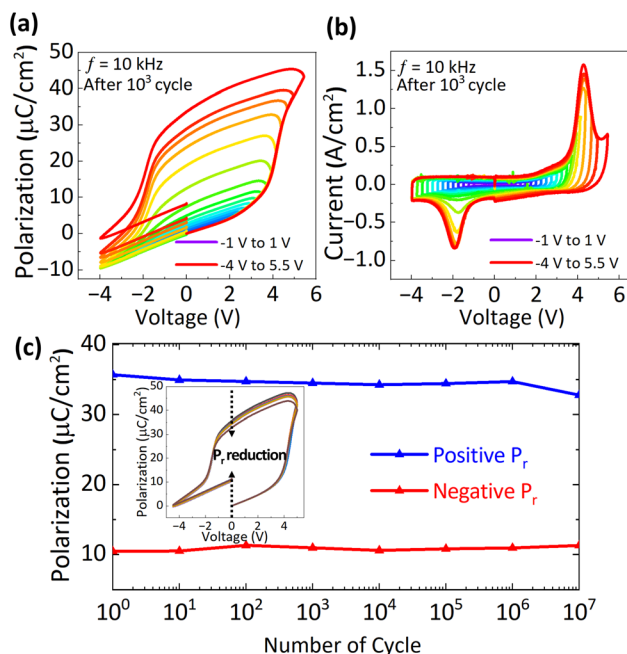 (a)
f = 10 kHz
After 10³ cycle
Polarization (μC/cm²)
50
40
30
20
10
0
−10
-1 V to 1 V
-4 V to 5.5 V
−4 −2 0 2 4 6
Voltage (V)
(b)
f = 10 kHz
After 10³ cycle
Current (A/cm²)
1.5
1.0
0.5
0.0
−0.5
−1.0
-1 V to 1 V
-4 V to 5.5 V
−4 −2 0 2 4 6
Voltage (V)
(c)
Polarization (μC/cm²)
40
30
20
10
Polarization (μC/cm²)
50
40
30
20
10
0
Pr reduction
-4 -2 0 2 4
Voltage (V)
Positive Pr
Negative Pr
10⁰ 10¹ 10² 10³ 10⁴ 10⁵ 10⁶ 10⁷
Number of Cycle